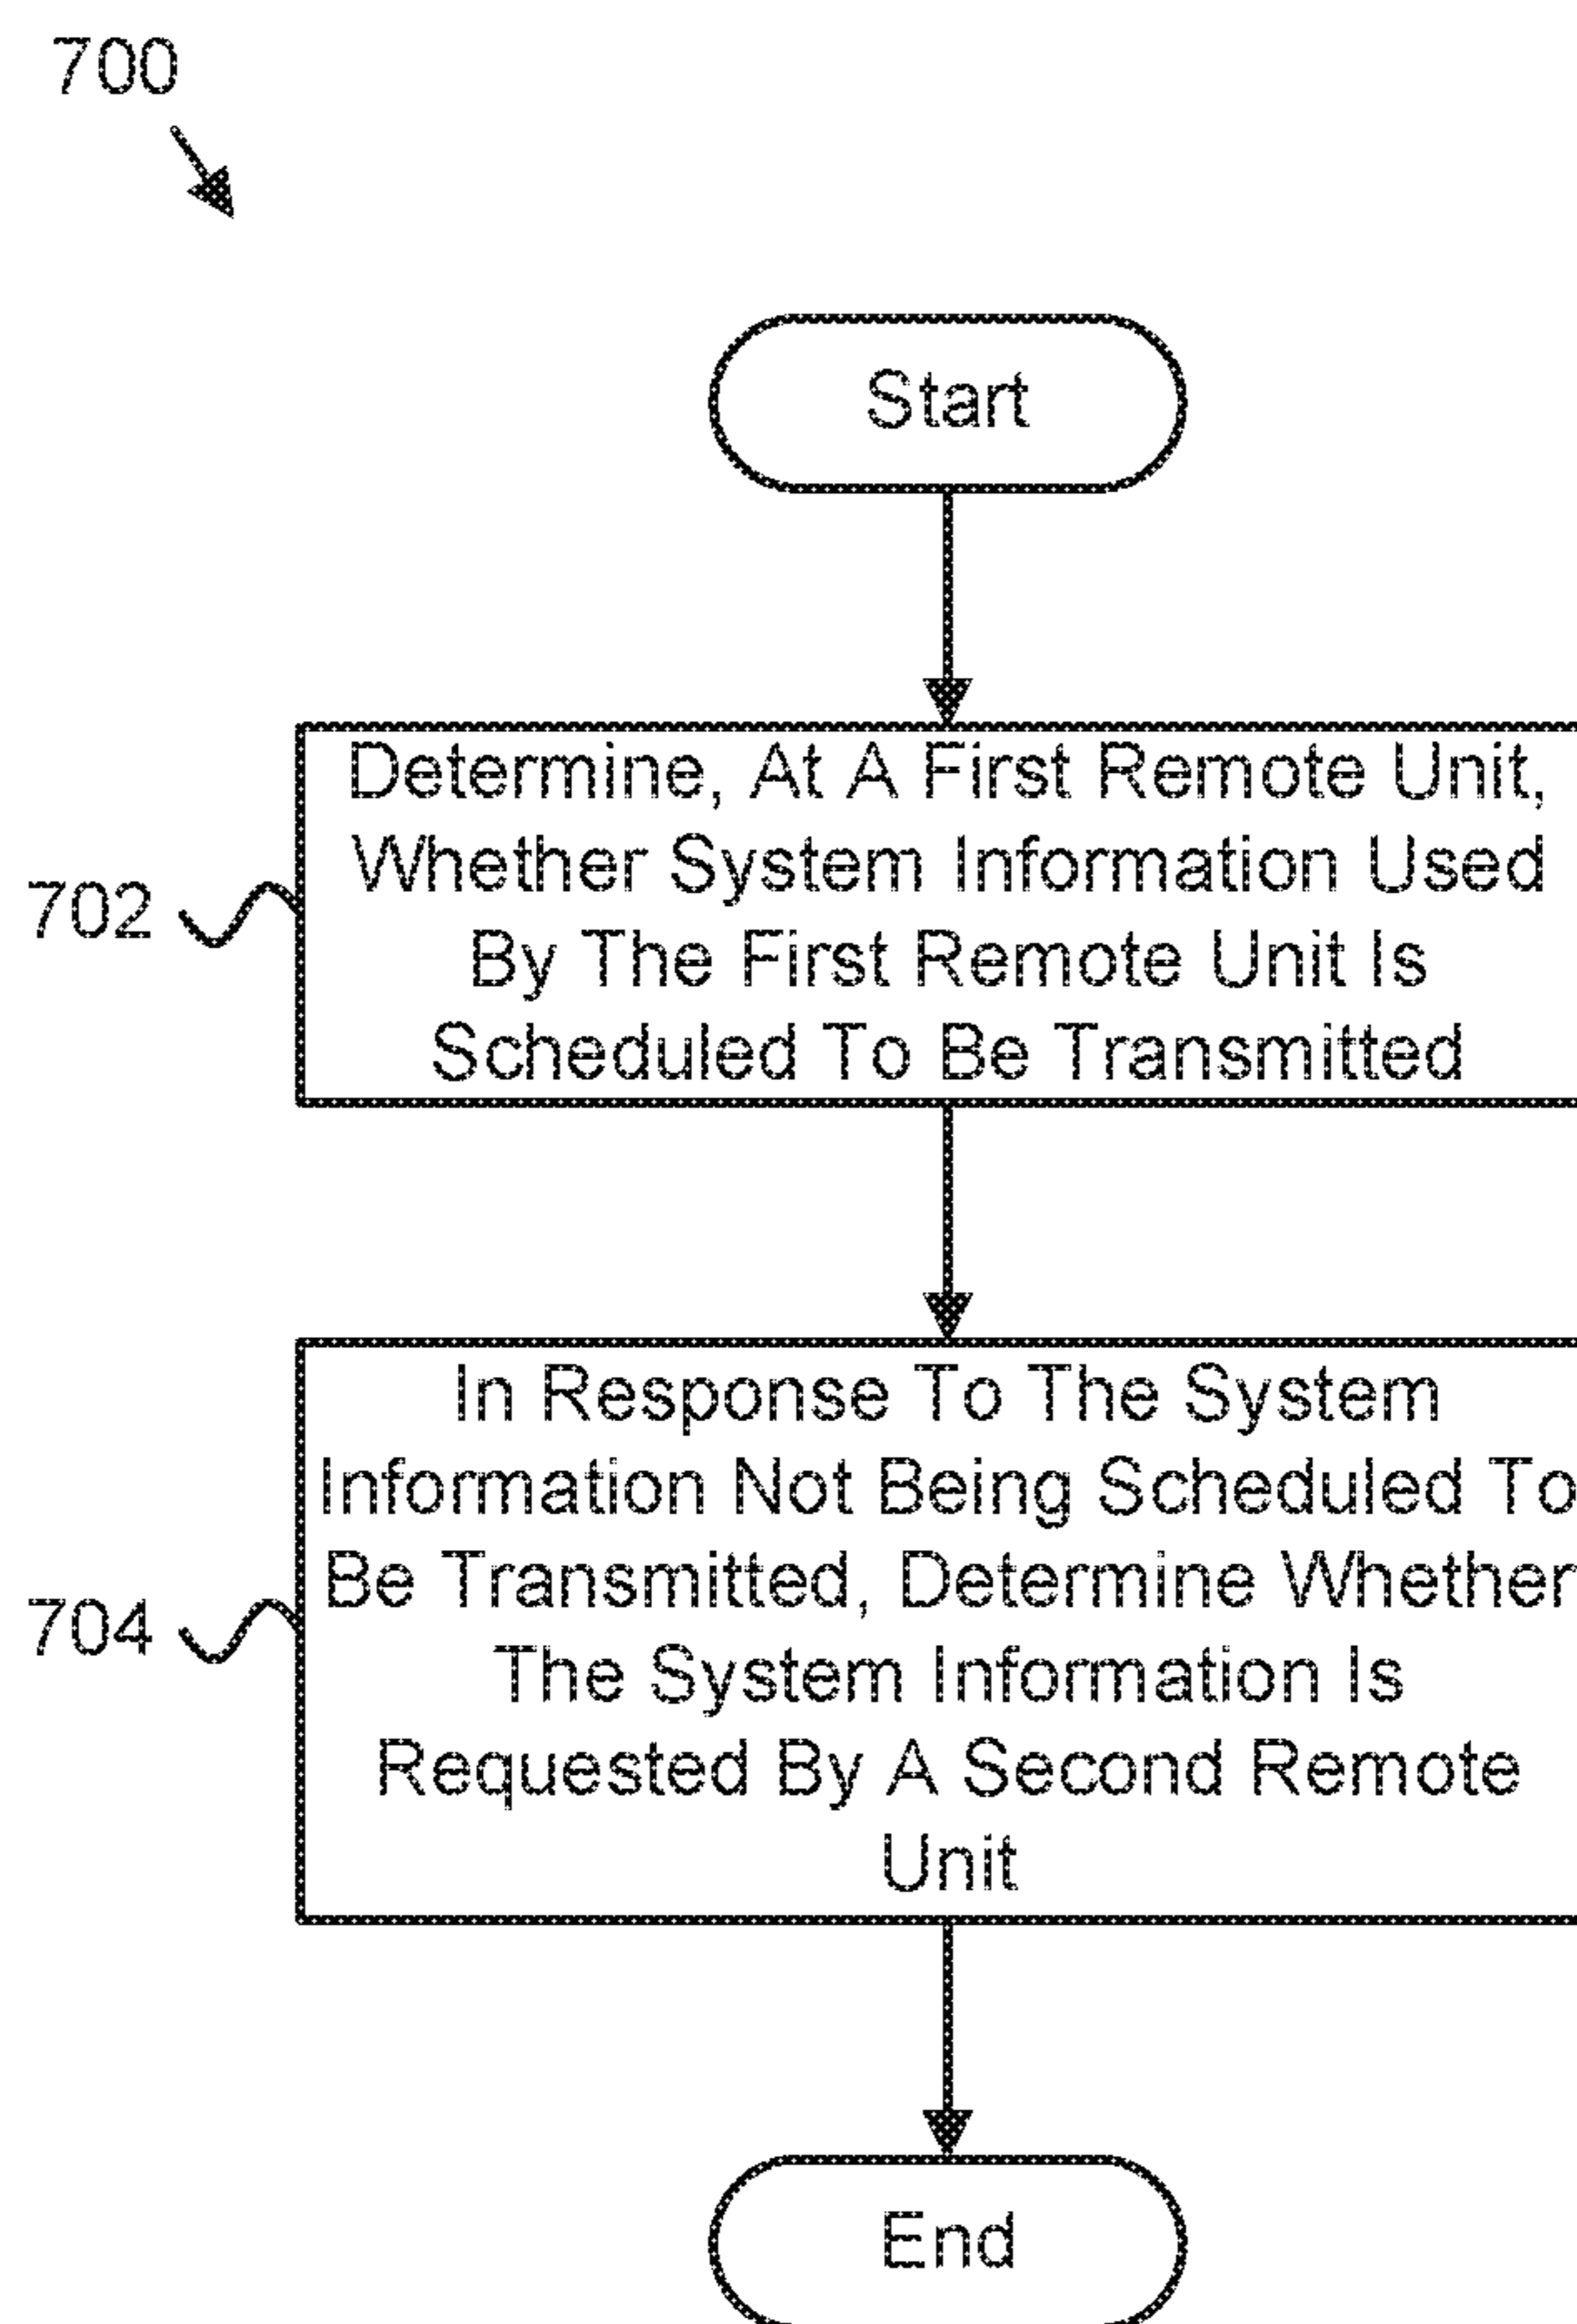 700
Start
702
Determine, At A First Remote Unit,
Whether System Information Used
By The First Remote Unit Is
Scheduled To Be Transmitted
704
In Response To The System
Information Not Being Scheduled To
Be Transmitted, Determine Whether
The System Information Is
Requested By A Second Remote
Unit
End